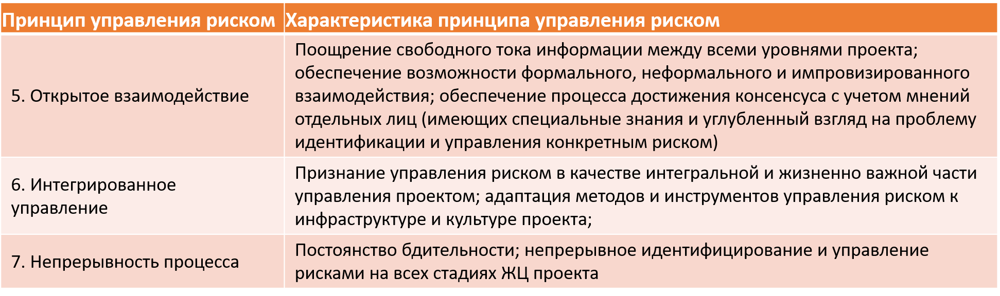 Принцип управления риском
Характеристика принципа управления риском
5. Открытое взаимодействие
Поощрение свободного тока информации между всеми уровнями проекта;
обеспечение возможности формального, неформального и импровизированного
взаимодействия; обеспечение процесса достижения консенсуса с учетом мнений
отдельных лиц (имеющих специальные знания и углубленный взгляд на проблему
идентификации и управления конкретным риском)
6. Интегрированное
управление
Признание управления риском в качестве интегральной и жизненно важной части
управления проектом; адаптация методов и инструментов управления риском к
инфраструктуре и культуре проекта;
7. Непрерывность процесса
Постоянство бдительности; непрерывное идентифицирование и управление
рисками на всех стадиях ЖЦ проекта